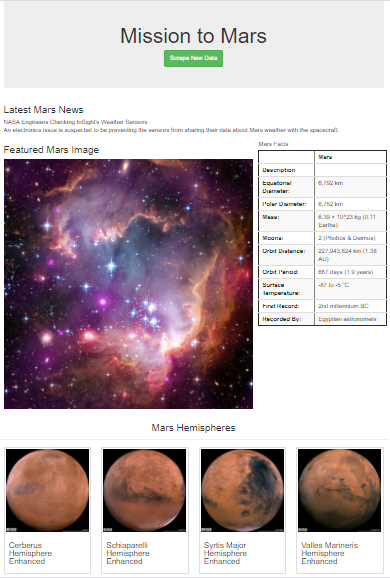 Mission to Mars
Scrape New Data
Latest Mars News
NASA Engineers Checking InSight's Weather Sensors
An electronics issue is suspected to be preventing the sensors from sharing their data about Mars weather with the spacecraft.
Featured Mars Image
Mars Facts
Mars
Description
Equatorial
Diameter:
6,792 km
Polar Diameter:
6,752 km
Mass:
6.39 × 10^23 kg (0.11
Earths)
Moons:
2 (Phobos & Deimos)
Orbit Distance:
227,943,824 km (1.38
AU)
Orbit Period:
687 days (1.9 years)
Surface
Temperature:
-87 to -5 °C
First Record:
2nd millennium BC
Recorded By:
Egyptian astronomers
Mars Hemispheres
Cerberus
Hemisphere
Enhanced
Schiaparelli
Hemisphere
Enhanced
Syrtis Major
Hemisphere
Enhanced
Valles Marineris
Hemisphere
Enhanced